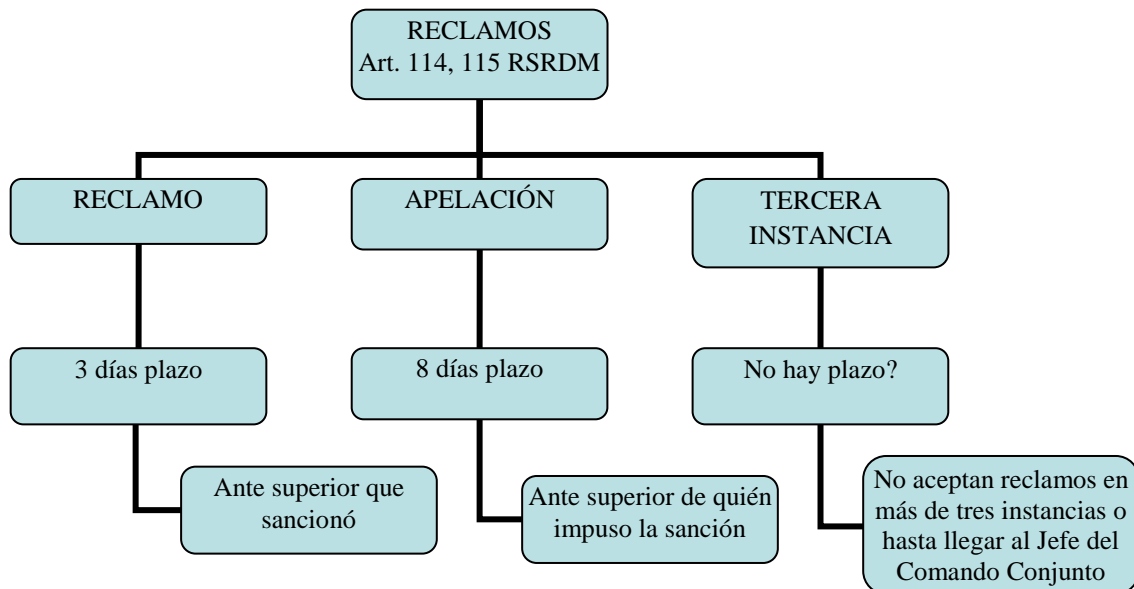 RECLAMOS
Art. 114, 115 RSRDM
RECLAMO
APELACIÓN
TERCERA
INSTANCIA
3 días plazo
8 días plazo
No hay plazo?
Ante superior que
sancionó
Ante superior de quién
impuso la sanción
No aceptan reclamos en
más de tres instancias o
hasta llegar al Jefe del
Comando Conjunto